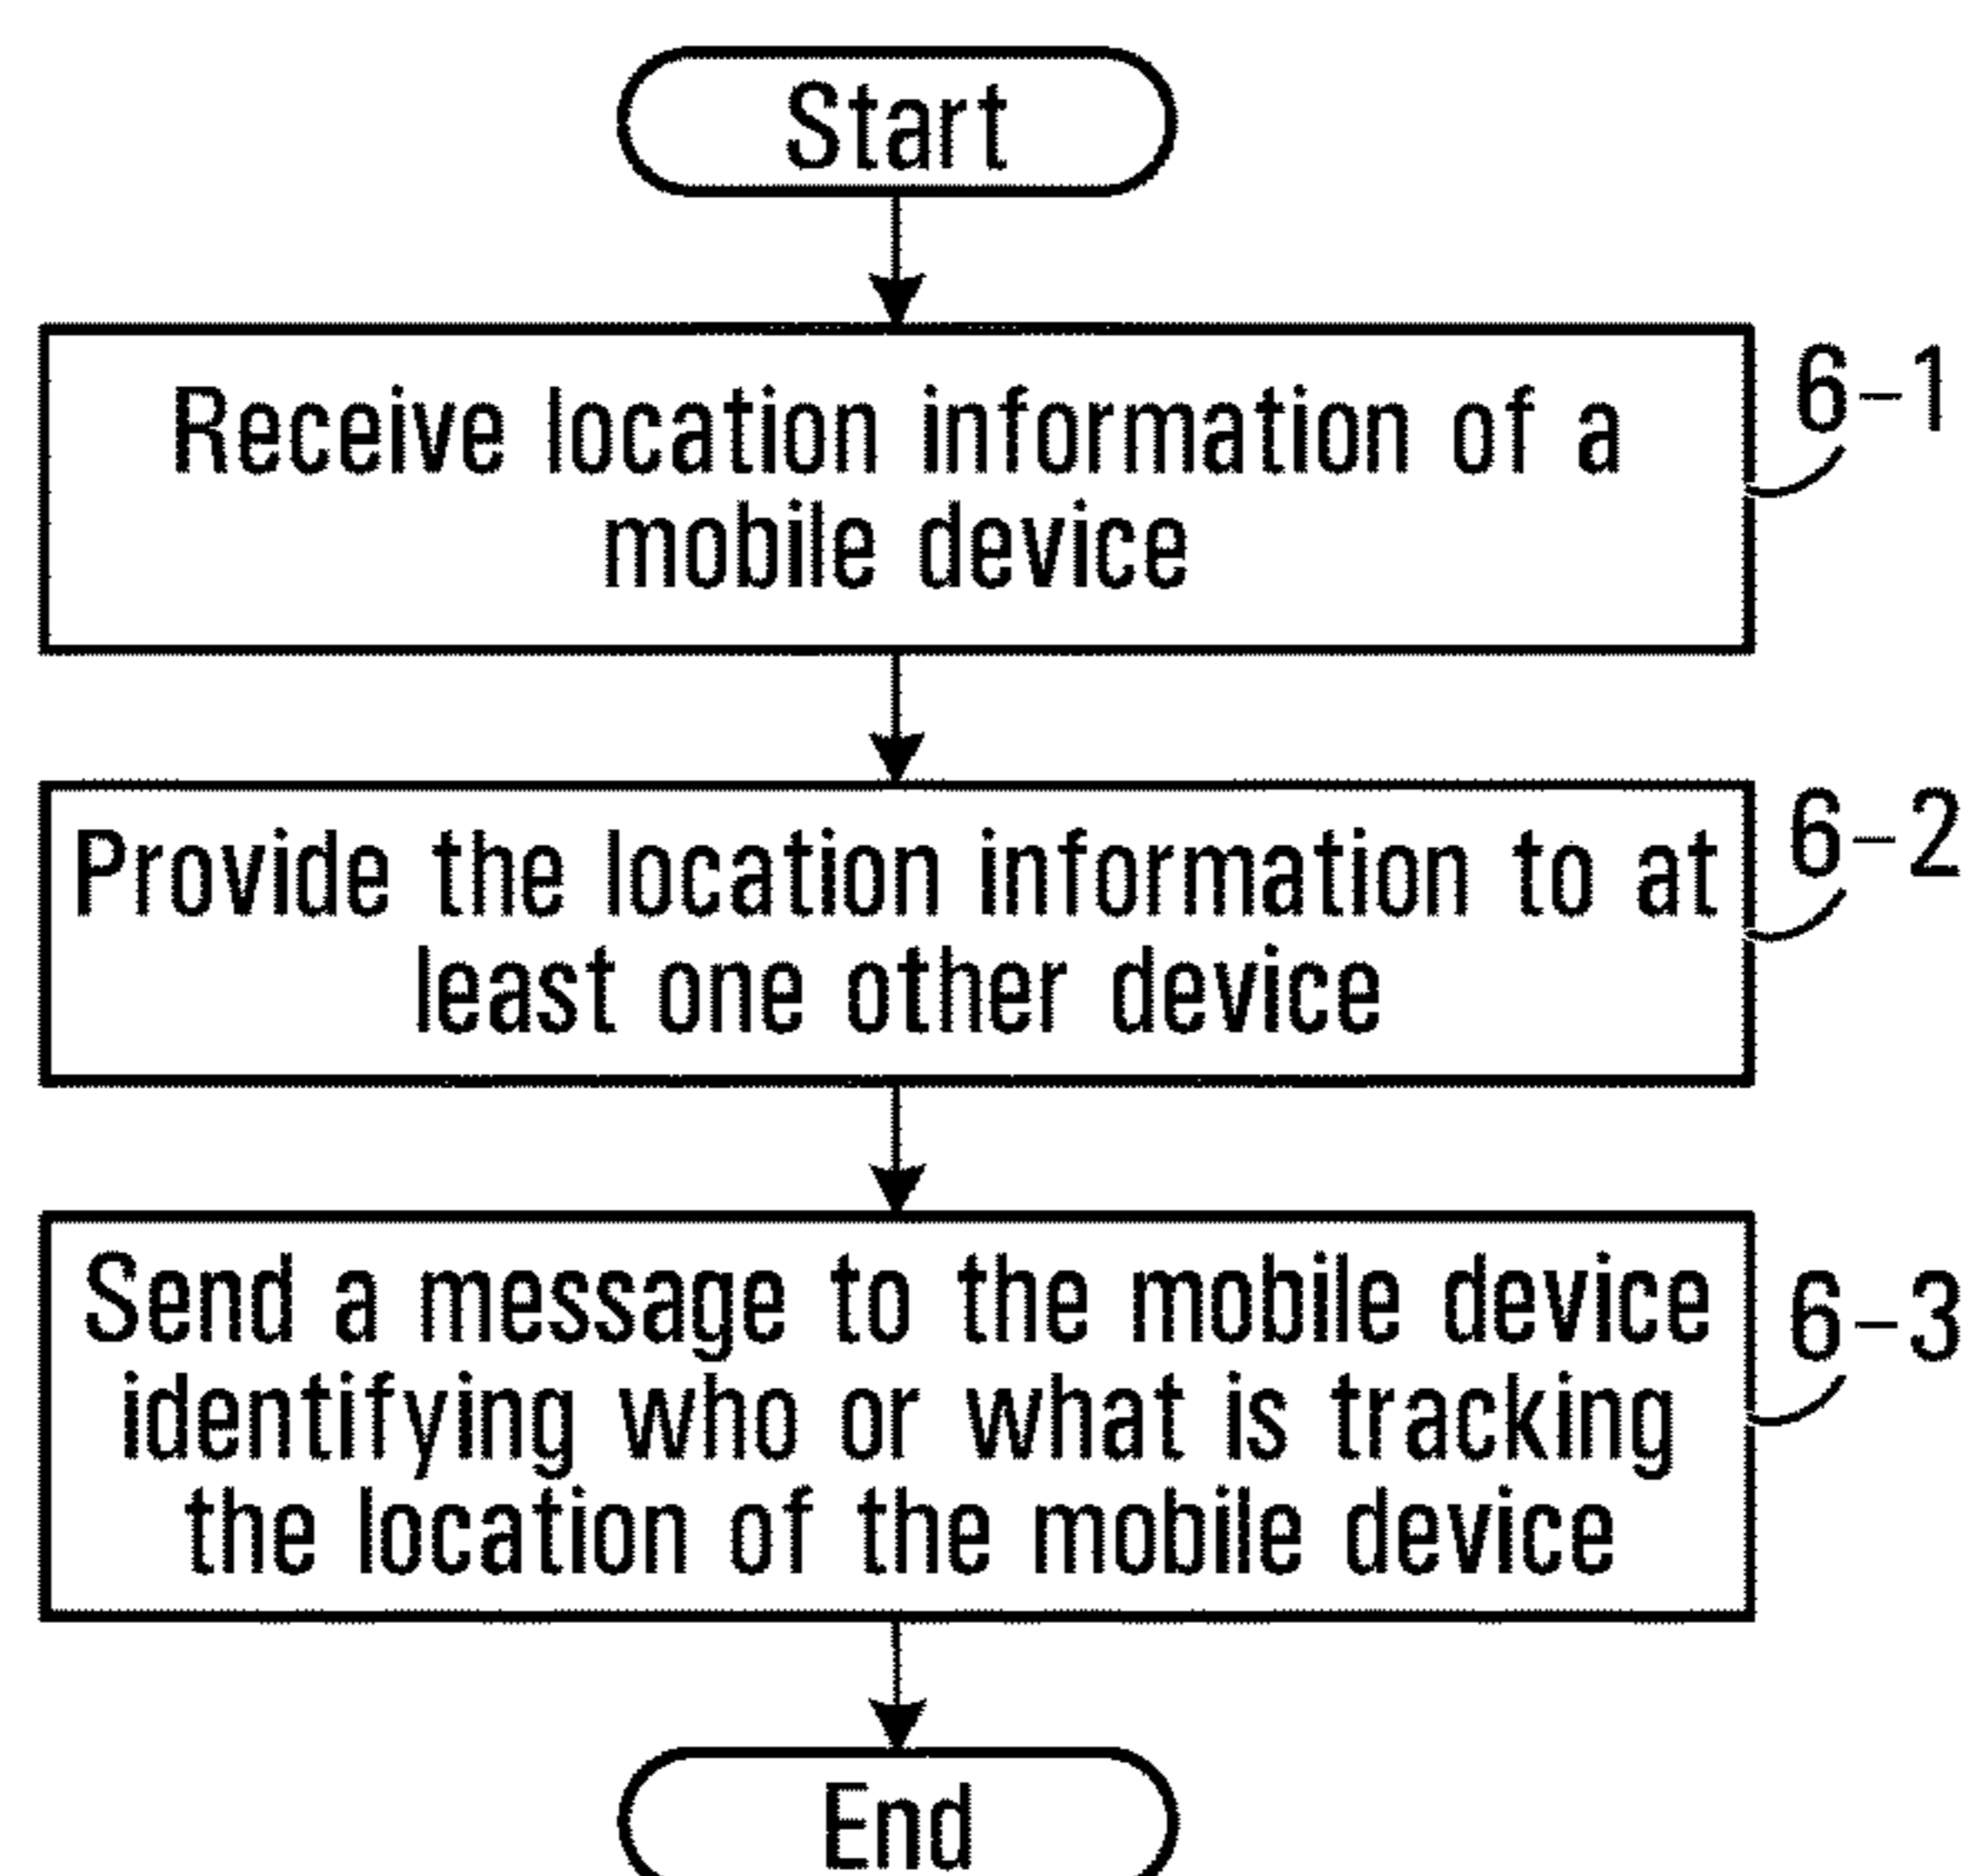 Start
Receive location information of a
mobile device
6-1
Provide the location information to at
least one other device
6-2
Send a message to the mobile device
identifying who or what is tracking
the location of the mobile device
6-3
End